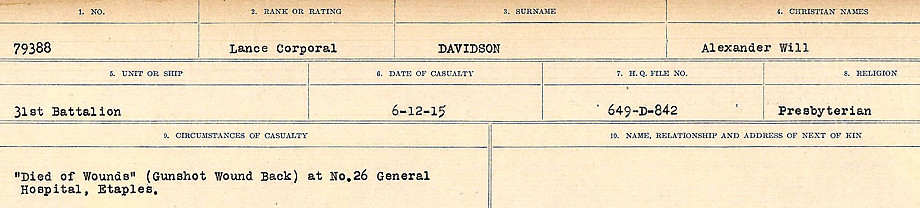 1. NO. 2. RANK OR RATING 3. SURNAME 4. CHRISTIAN NAMES
79388 Lance Corporal DAVIDSON Alexander Will
5. UNIT OR SHIP 6. DATE OF CASUALTY 7. H.Q. FILE NO. 8. RELIGION
31st Battalion 6-12-15 649-D-842 Presbyterian
9. CIRCUMSTANCES OF CASUALTY 10. NAME, RELATIONSHIP AND ADDRESS OF NEXT OF KIN
"Died of Wounds" (Gunshot Wound Back) at No.26 General
Hospital, Etaples.